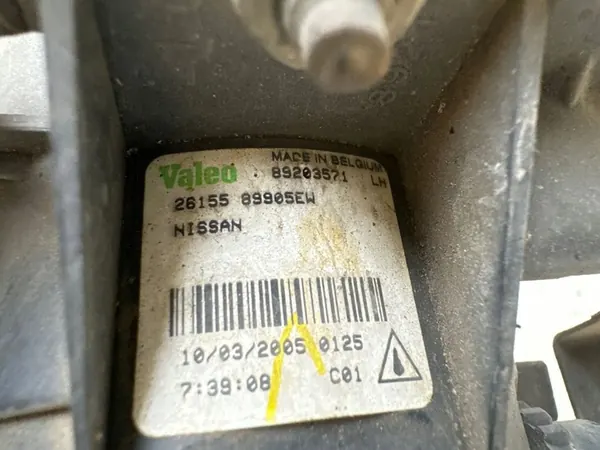 MADE IN BELGIUM
Valeo 89203571 LH
26155 89905EW
NISSAN
10/03/2005 0125
7:39:08 C01